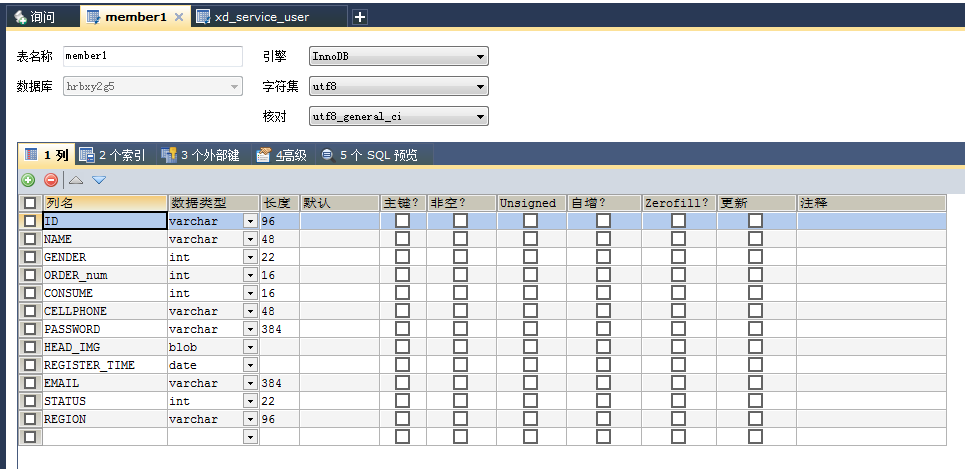 询问 member1 xd_service_user
表名称 member1 引擎 InnoDB
数据库 hrbxy2g5 字符集 utf8
核对 utf8_general_ci
1 列 2 个索引 3 个外部键 4高级 5 个 SQL 预览
列名 数据类型 长度 默认 主键? 非空? Unsigned 自增? Zerofill? 更新 注释
ID varchar 96
NAME varchar 48
GENDER int 22
ORDER_num int 16
CONSUME int 16
CELLPHONE varchar 48
PASSWORD varchar 384
HEAD_IMG blob
REGISTER_TIME date
EMAIL varchar 384
STATUS int 22
REGION varchar 96